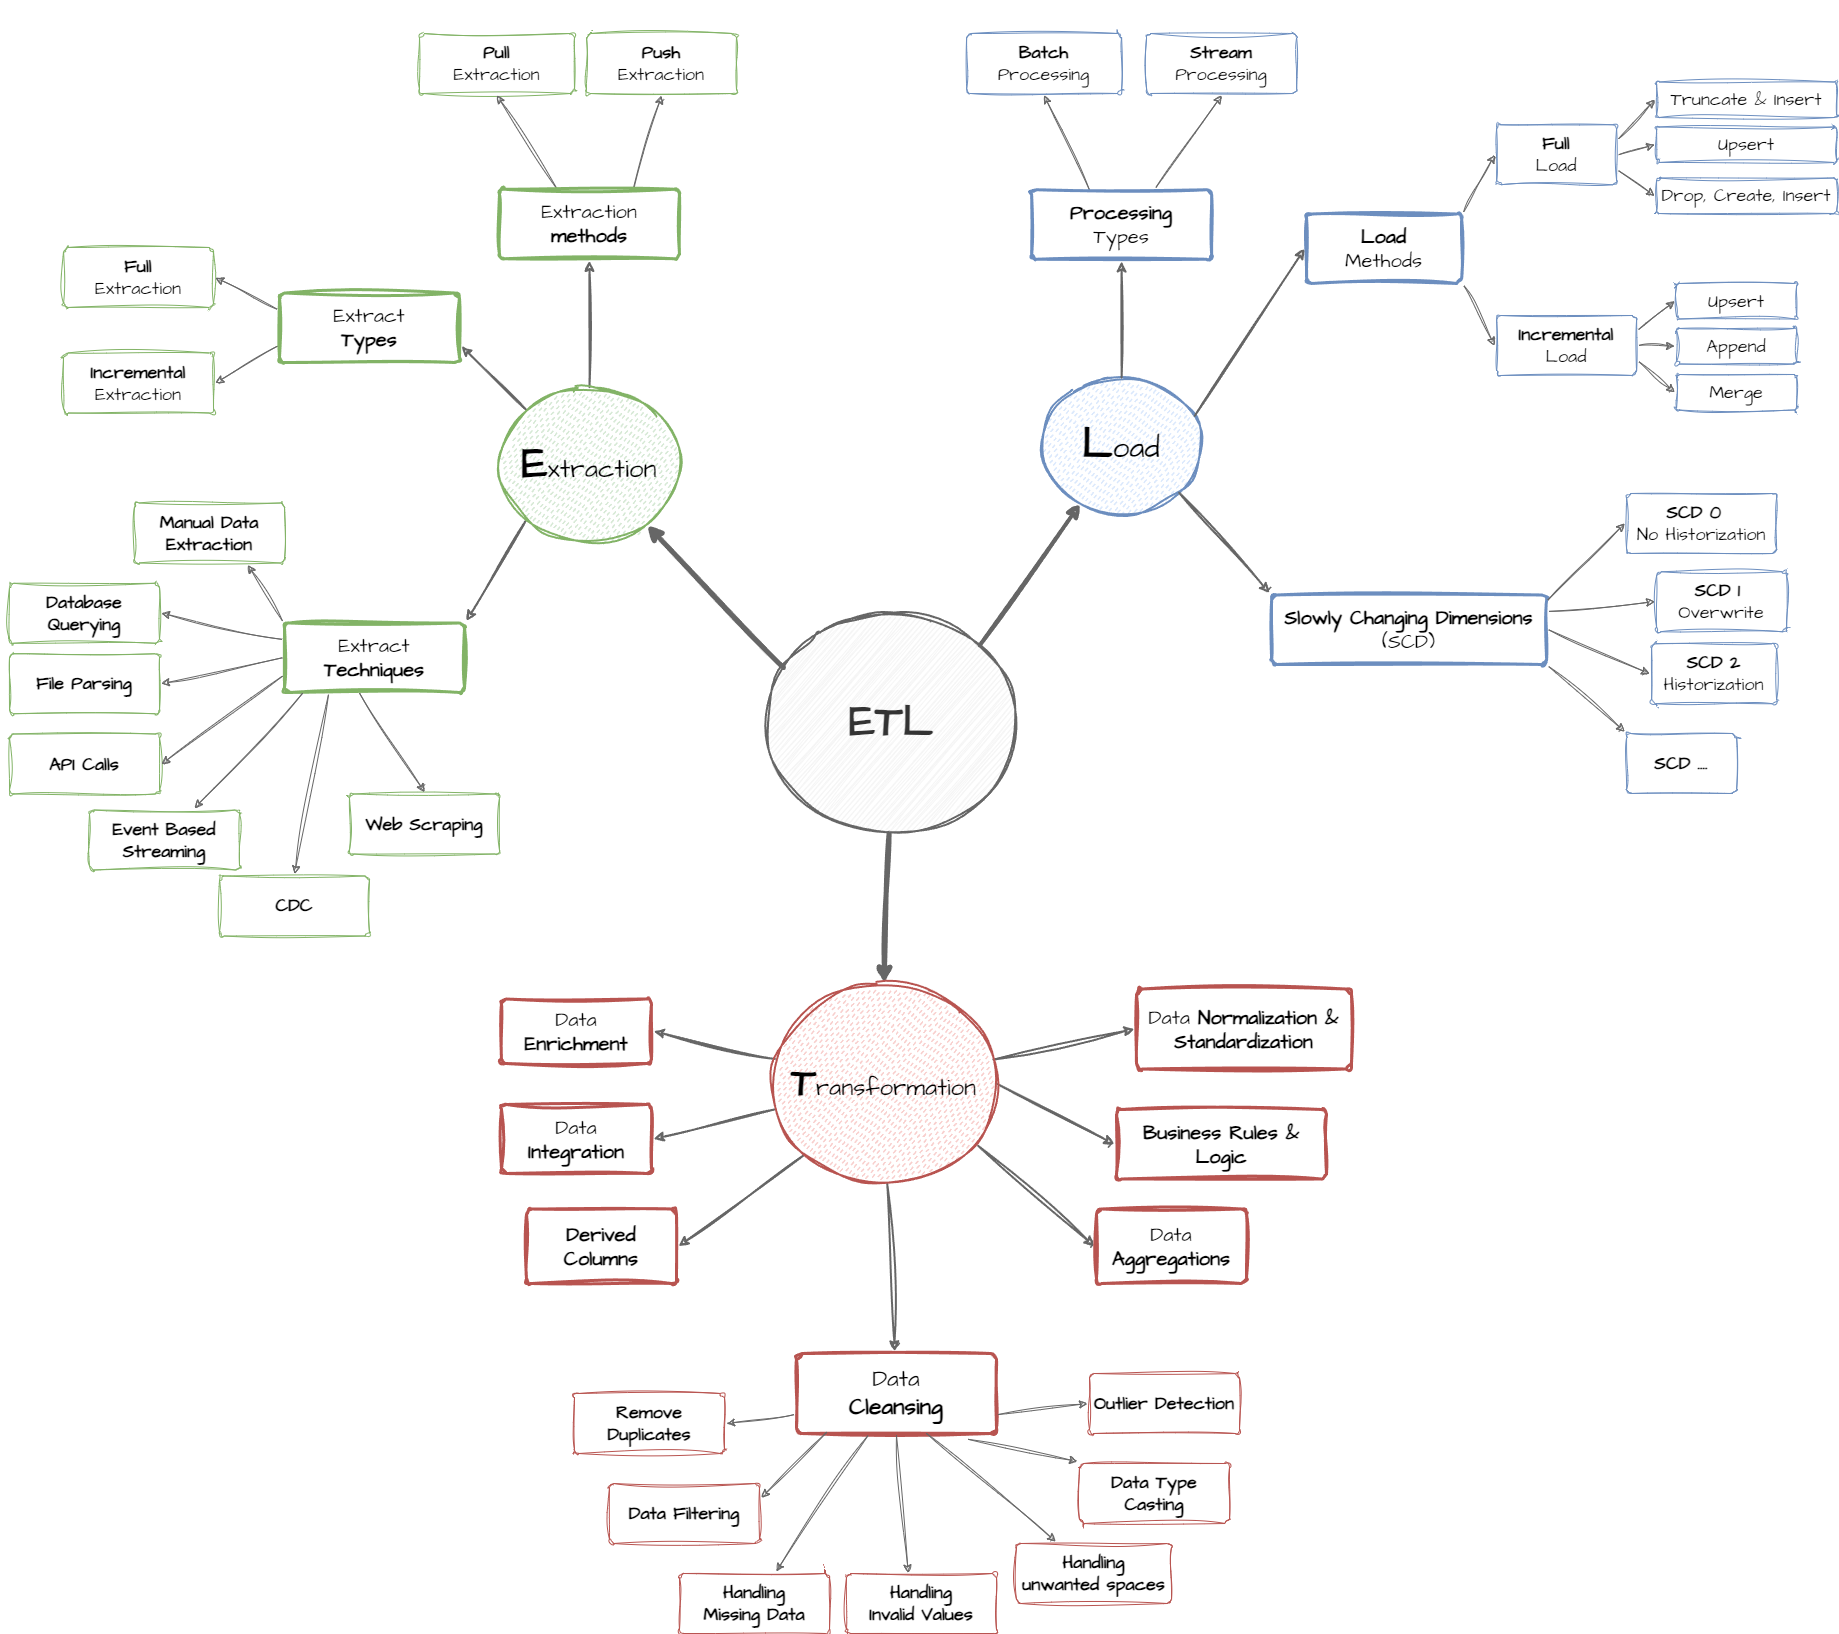 Pull
Extraction
Push
Extraction
Extraction
methods
Full
Extraction
Incremental
Extraction
Extract
Types
Extraction
Manual Data
Extraction
Database
Querying
File Parsing
API Calls
Event Based
Streaming
CDC
Web Scraping
Extract
Techniques
Batch
Processing
Stream
Processing
Processing
Types
Load
Methods
Full
Load
Truncate & Insert
Upsert
Drop, Create, Insert
Incremental
Load
Upsert
Append
Merge
Load
Slowly Changing Dimensions
(SCD)
SCD 0
No Historization
SCD 1
Overwrite
SCD 2
Historization
SCD ....
ETL
Transformation
Data
Enrichment
Data
Integration
Derived
Columns
Data Normalization &
Standardization
Business Rules &
Logic
Data
Aggregations
Data
Cleansing
Remove
Duplicates
Data Filtering
Handling
Missing Data
Handling
Invalid Values
Handling
unwanted spaces
Data Type
Casting
Outlier Detection